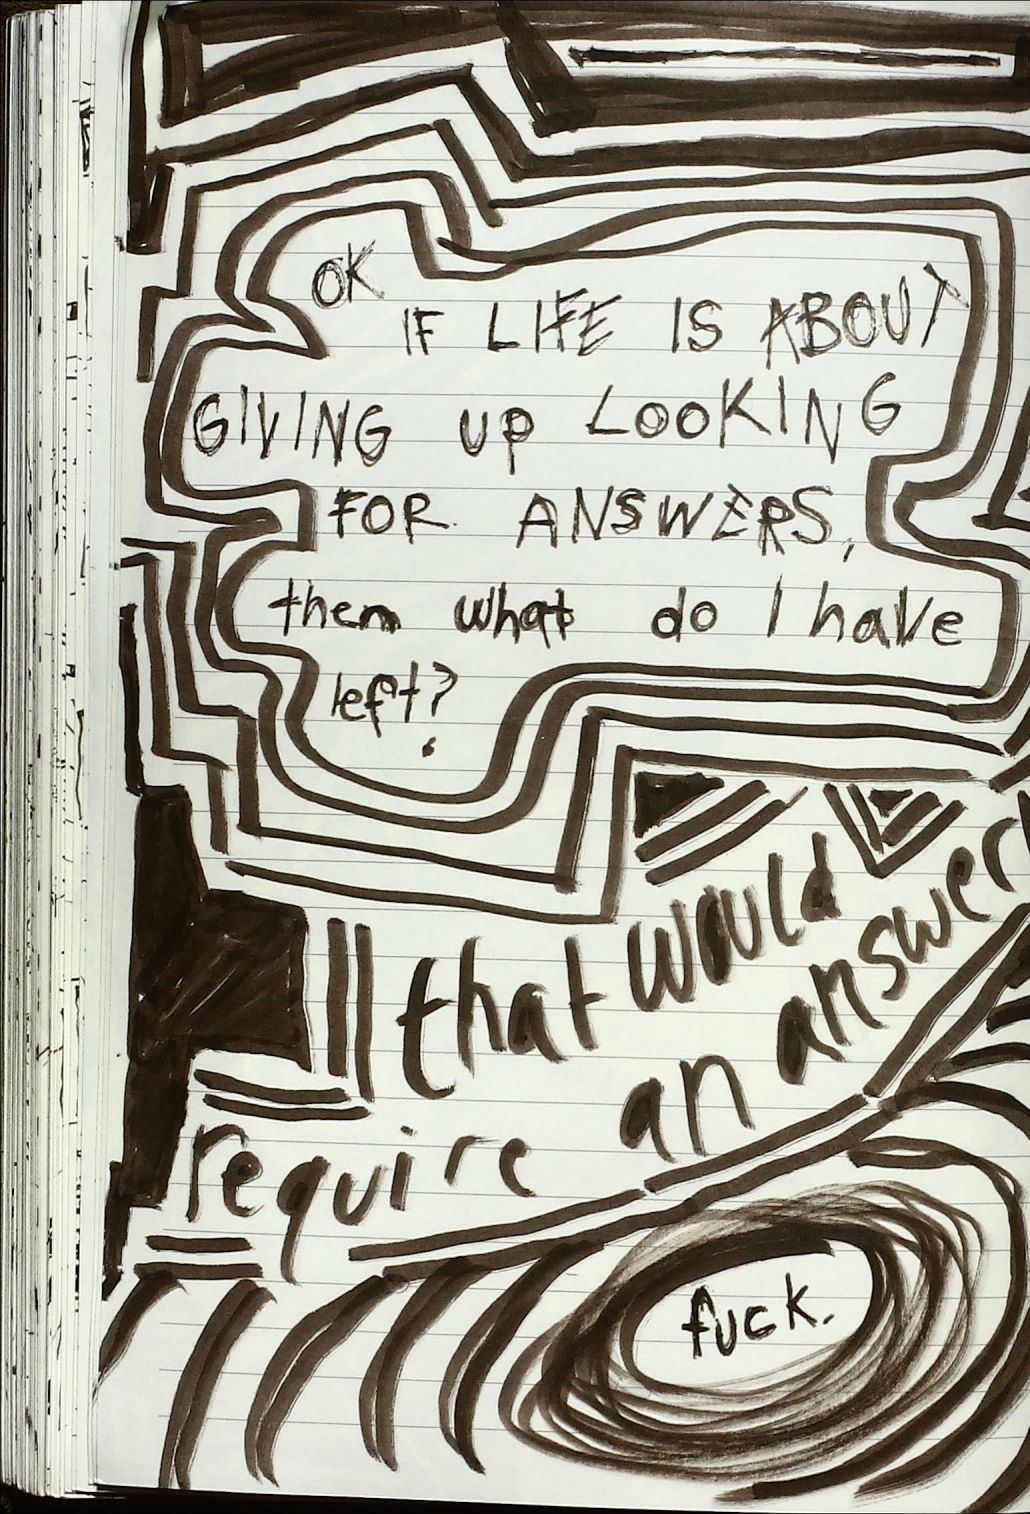 OK
IF LIFE IS ABOUT
GIVING UP LOOKING
FOR ANSWERS,
then what do I have
left?
that would
require an answer
fuck.